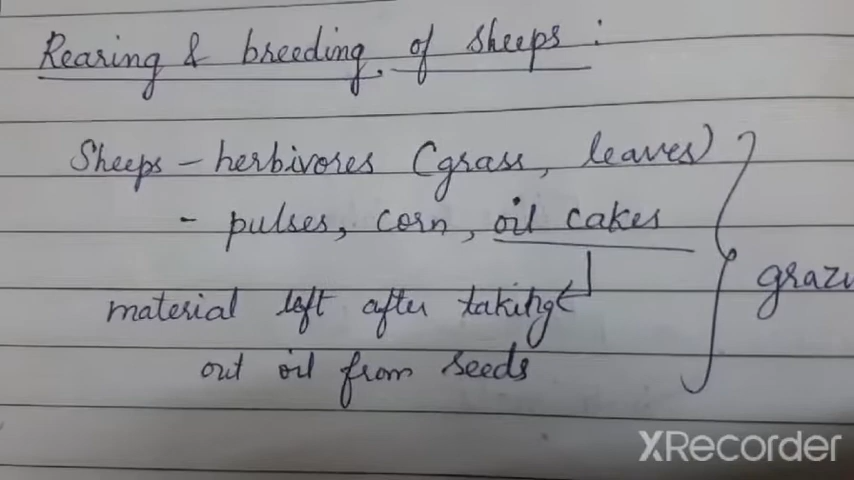 Rearing & breeding of sheeps :
Sheeps - herbivores (grass, leaves)
- pulses, corn, oil cakes
grazi
material left after taking
out oil from seeds
XRecorder